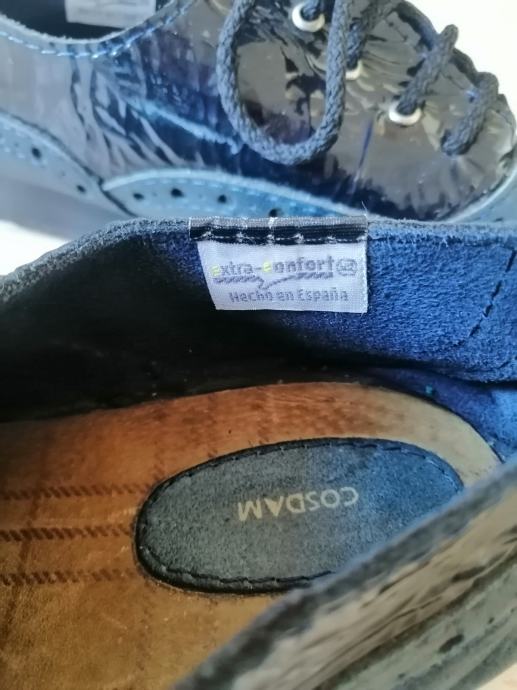 extra-confort
Hecho en España
COSDAM